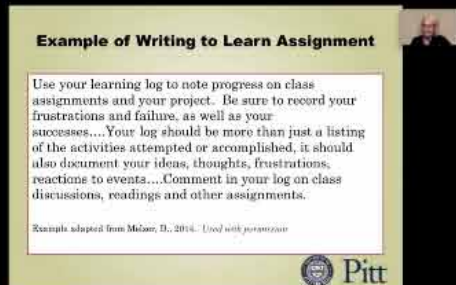 Example of Writing to Learn Assignment
Use your learning log to note progress on class
assignments and your project. Be sure to record your
frustrations and failure, as well as your
successes....Your log should be more than just a listing
of the activities attempted or accomplished, it should
also document your ideas, thoughts, frustrations,
reactions to events....Comment in your log on class
discussions, readings and other assignments.
Example adapted from Melzer, D., 2014. Used with permission
Pitt